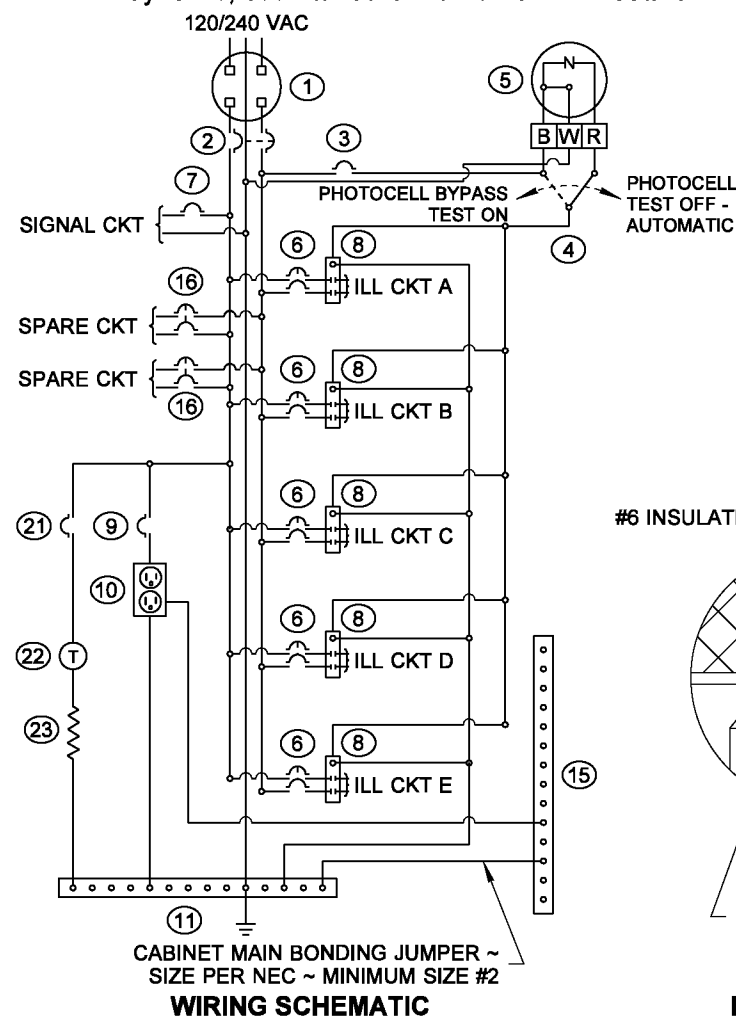 120/240 VAC
1
5
N
B W R
2
3
7
PHOTOCELL BYPASS
TEST ON
PHOTOCELL
TEST OFF -
AUTOMATIC
SIGNAL CKT
4
6
8
ILL CKT A
16
SPARE CKT
SPARE CKT
16
6
8
ILL CKT B
6
8
ILL CKT C
21
9
10
#6 INSULATI
6
8
ILL CKT D
22
T
23
6
8
ILL CKT E
15
11
CABINET MAIN BONDING JUMPER ~
SIZE PER NEC ~ MINIMUM SIZE #2
WIRING SCHEMATIC